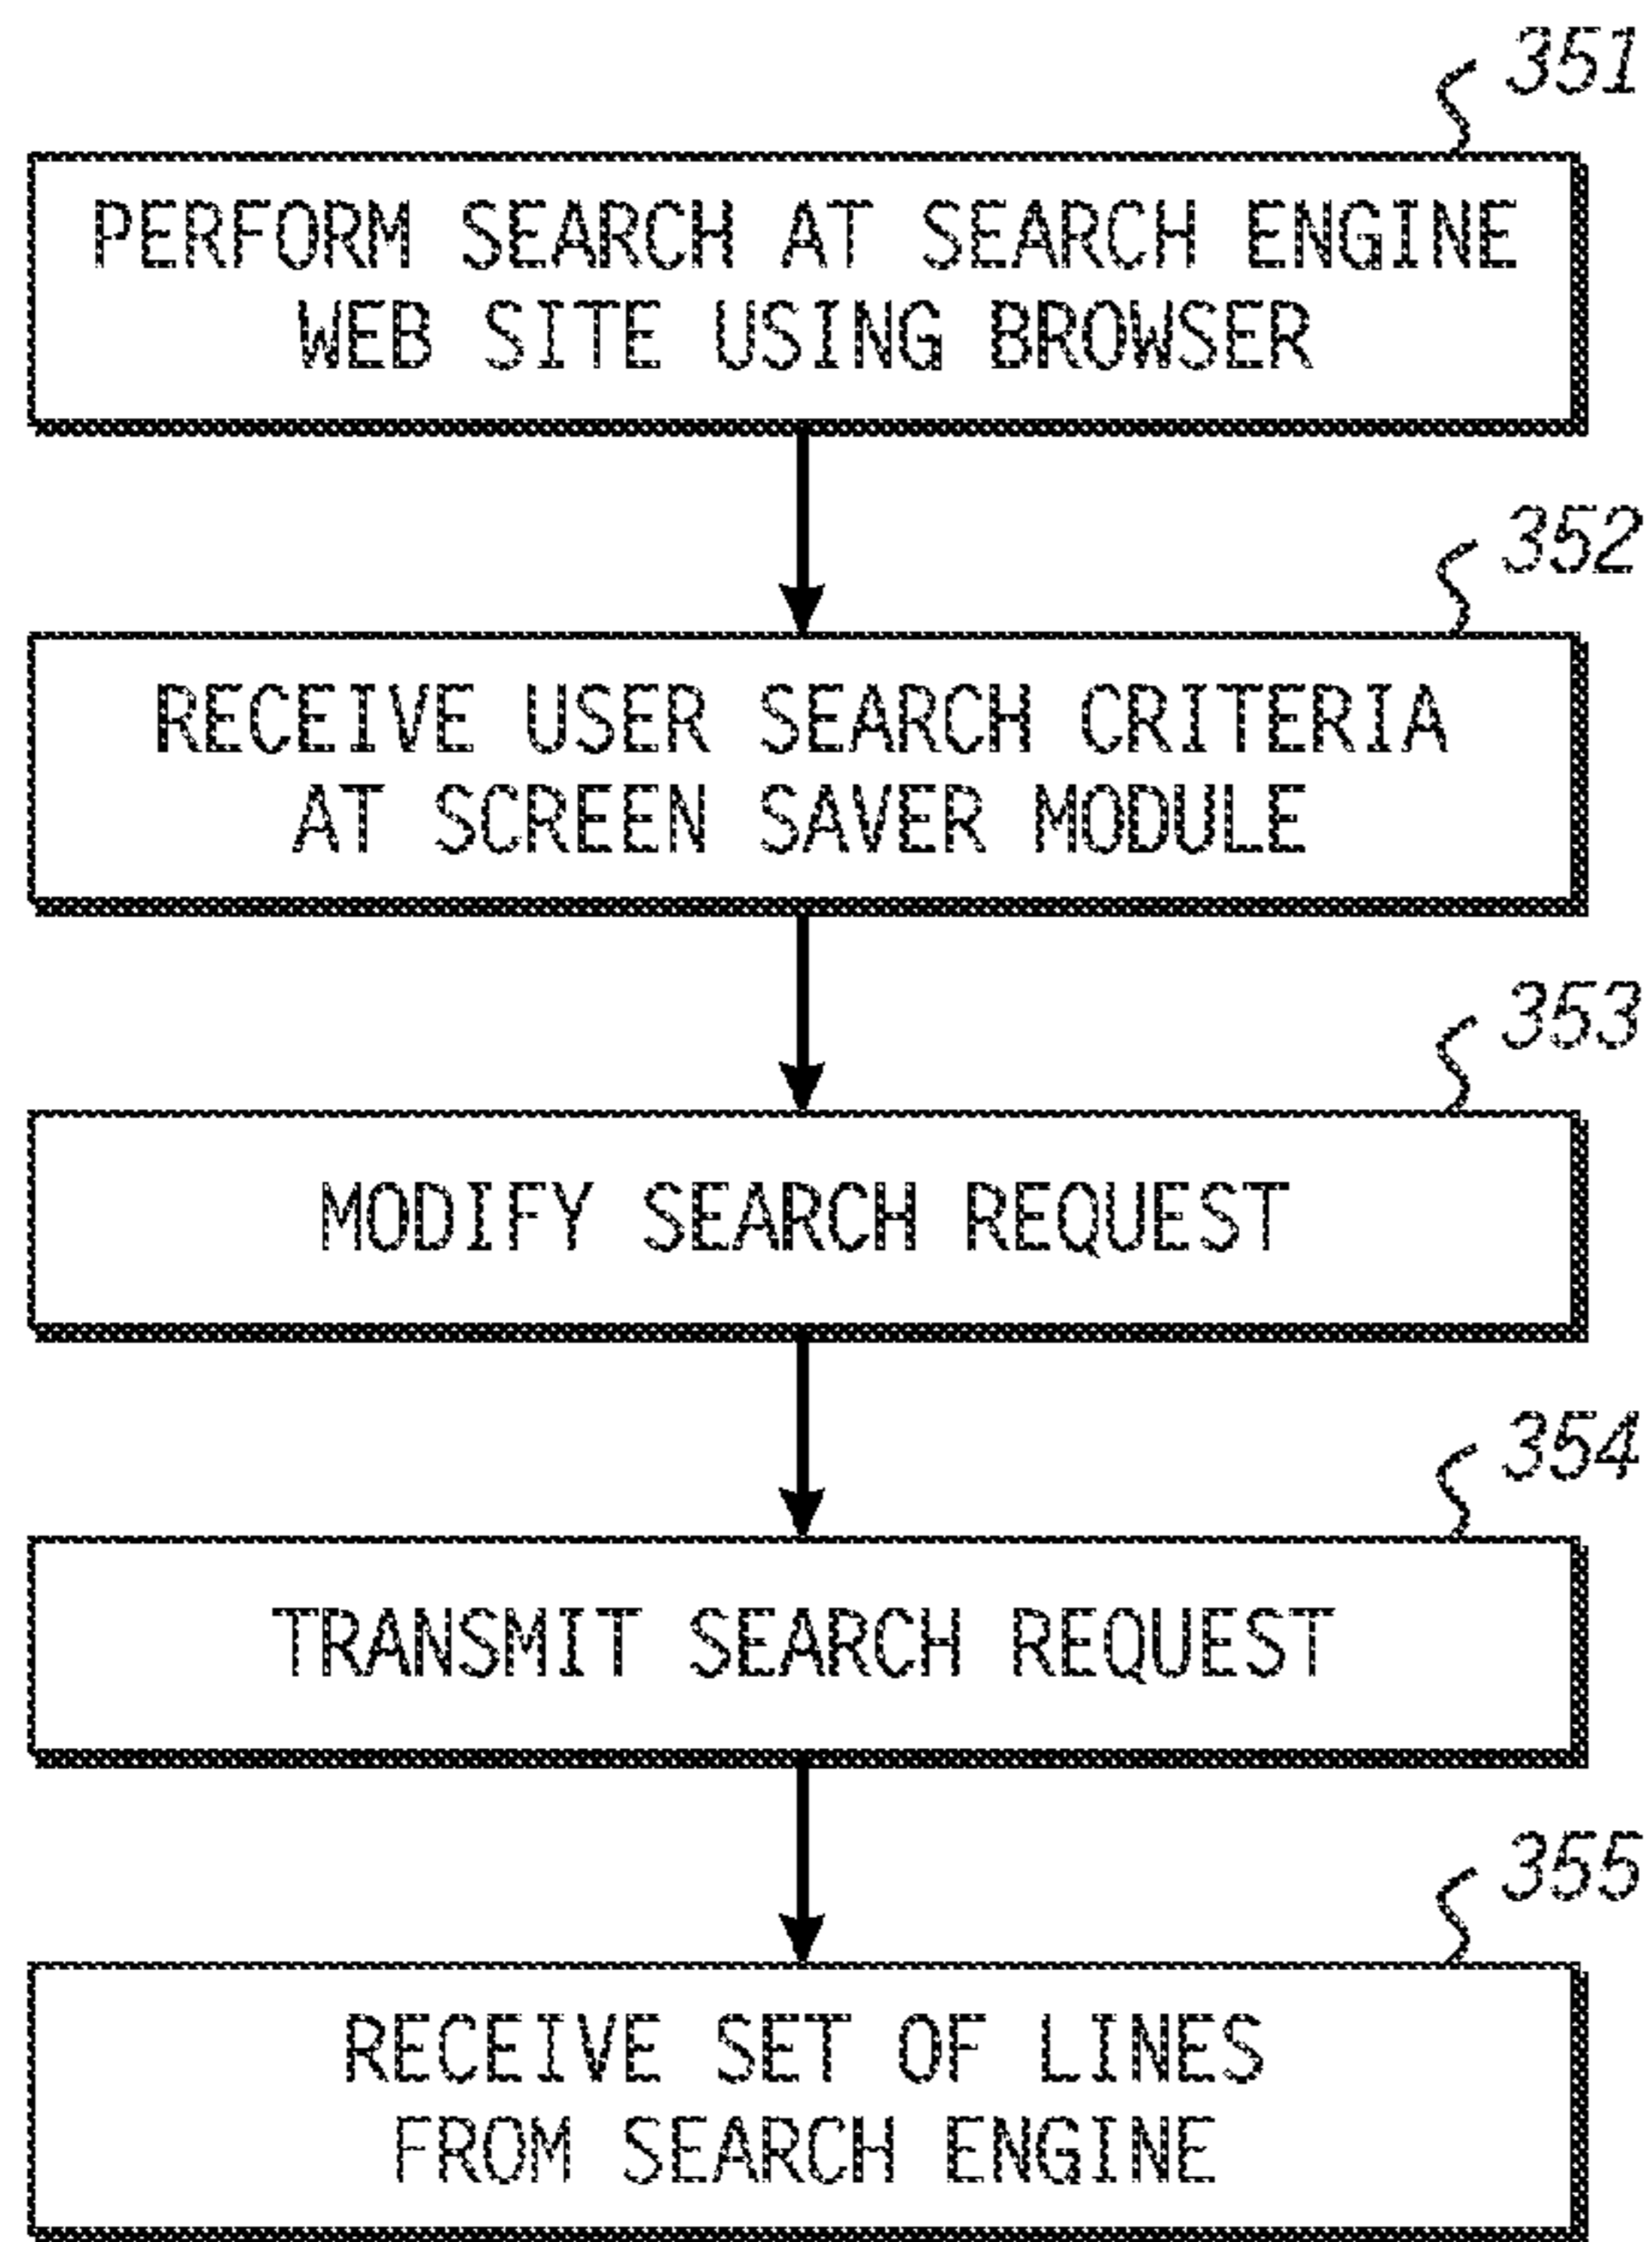 351
PERFORM SEARCH AT SEARCH ENGINE
WEB SITE USING BROWSER
352
RECEIVE USER SEARCH CRITERIA
AT SCREEN SAVER MODULE
353
MODIFY SEARCH REQUEST
354
TRANSMIT SEARCH REQUEST
355
RECEIVE SET OF LINES
FROM SEARCH ENGINE